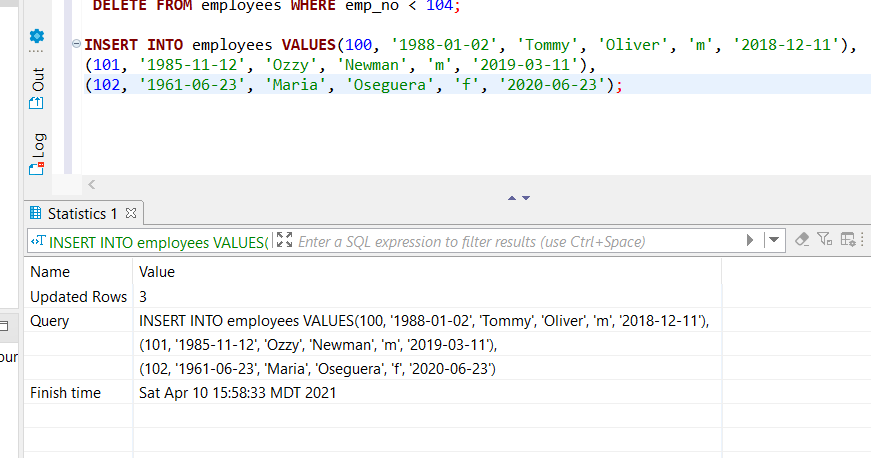 DELETE FROM employees WHERE emp_no < 104;
INSERT INTO employees VALUES(100, '1988-01-02', 'Tommy', 'Oliver', 'm', '2018-12-11'),
(101, '1985-11-12', 'Ozzy', 'Newman', 'm', '2019-03-11'),
(102, '1961-06-23', 'Maria', 'Oseguera', 'f', '2020-06-23');
Out
Log
Statistics 1
INSERT INTO employees VALUES( Enter a SQL expression to filter results (use Ctrl+Space)
Name Value
Updated Rows 3
Query INSERT INTO employees VALUES(100, '1988-01-02', 'Tommy', 'Oliver', 'm', '2018-12-11'),
(101, '1985-11-12', 'Ozzy', 'Newman', 'm', '2019-03-11'),
(102, '1961-06-23', 'Maria', 'Oseguera', 'f', '2020-06-23')
Finish time Sat Apr 10 15:58:33 MDT 2021